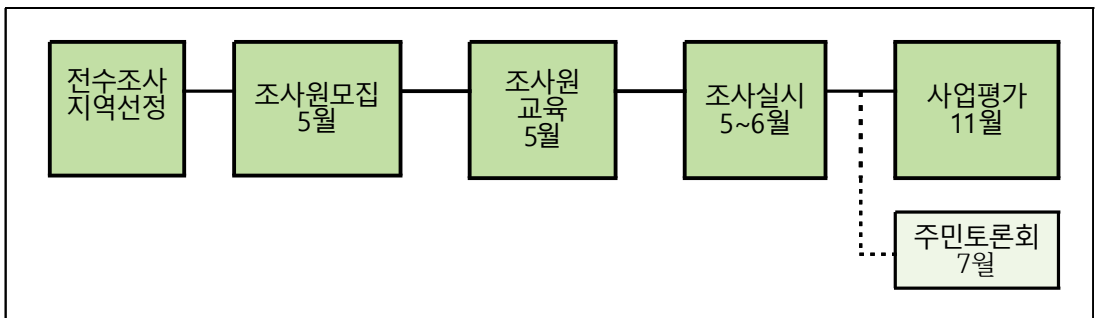 전수조사
지역선정
조사원모집
5월
조사원
교육
5월
조사실시
5~6월
사업평가
11월
주민토론회
7월